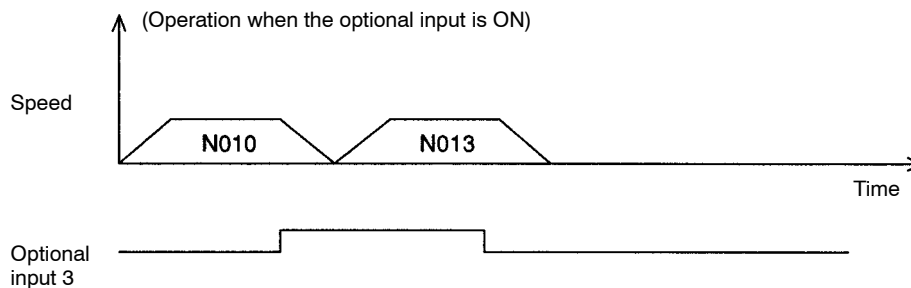 (Operation when the optional input is ON)
Speed
N010
N013
Time
Optional
input 3